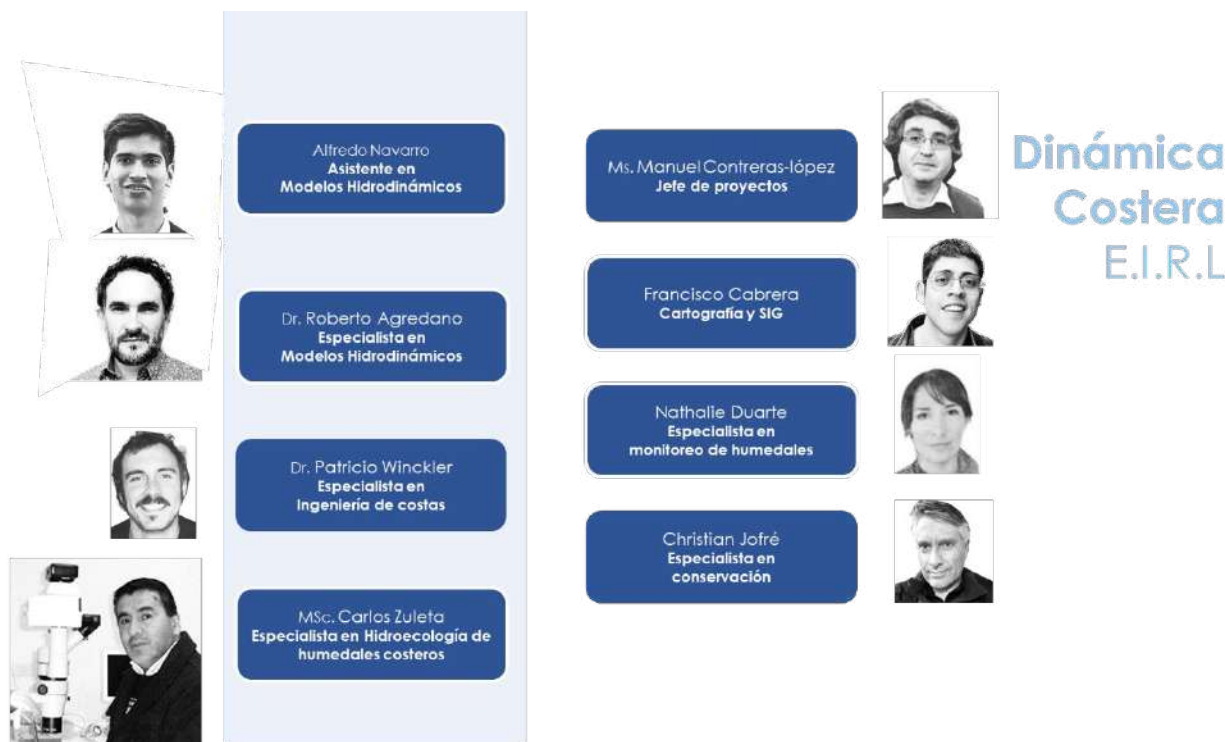 Alfredo Navarro
Asistente en
Modelos Hidrodinámicos
Dr. Roberto Agredano
Especialista en
Modelos Hidrodinámicos
Dr. Patricio Winckler
Especialista en
Ingeniería de costas
MSc. Carlos Zuleta
Especialista en Hidroecología de
humedales costeros
Ms. Manuel Contreras-lópez
Jefe de proyectos
Francisco Cabrera
Cartografía y SIG
Nathalie Duarte
Especialista en
monitoreo de humedales
Christian Jofré
Especialista en
conservación
Dinámica
Costera
E.I.R.L